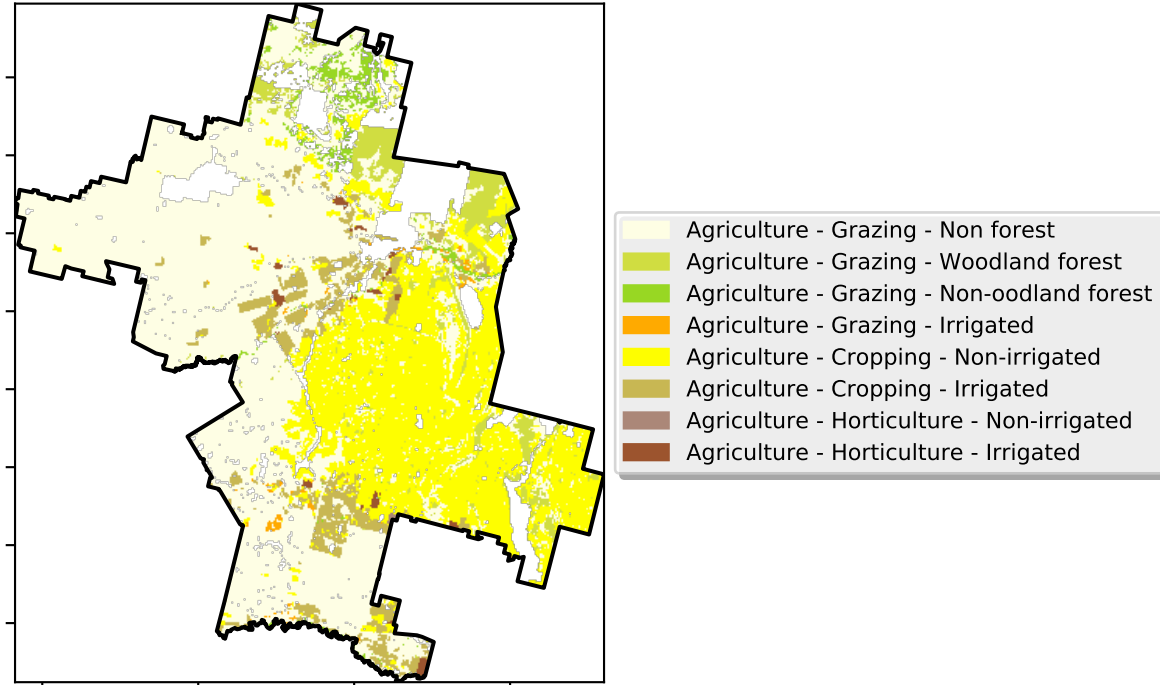 Agriculture - Grazing - Non forest
Agriculture - Grazing - Woodland forest
Agriculture - Grazing - Non-oodland forest
Agriculture - Grazing - Irrigated
Agriculture - Cropping - Non-irrigated
Agriculture - Cropping - Irrigated
Agriculture - Horticulture - Non-irrigated
Agriculture - Horticulture - Irrigated